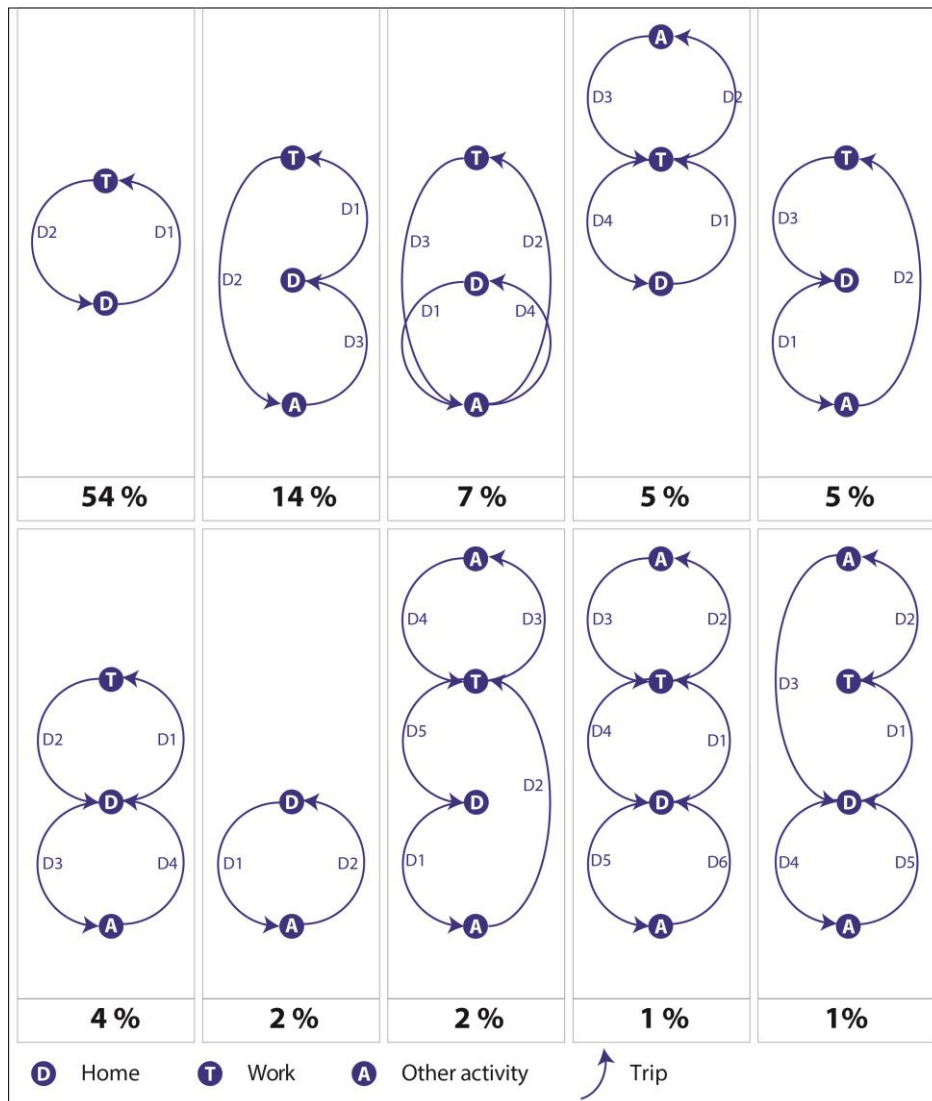 A
D3
D2
T
T
T
T
T
D1
D3
D2
D4
D1
D3
D2
D1
D2
D
D
D
D
D2
D1
D4
D3
D1
D
A
A
A
54 %
14 %
7 %
5 %
5 %
A
A
A
D4
D3
D3
D2
D2
T
T
T
T
D3
D2
D1
D5
D4
D1
D1
D2
D
D
D
D
D
D3
D4
D1
D2
D1
D5
D6
D4
D5
A
A
A
A
A
4 %
2 %
2 %
1 %
1%
D Home T Work A Other activity Trip